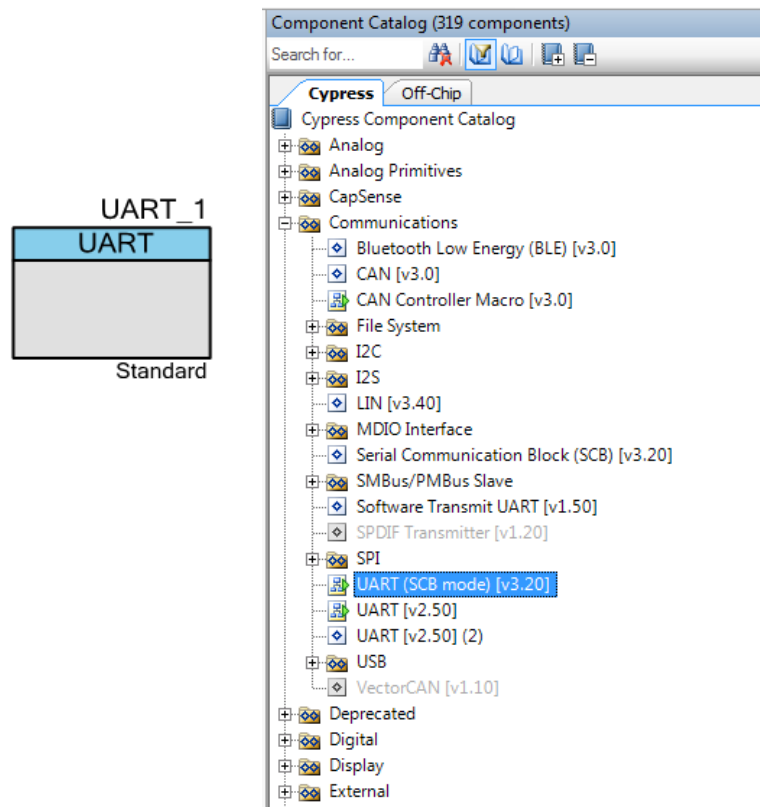 UART_1
UART
Standard
Component Catalog (319 components)
Search for...
Cypress Off-Chip
Cypress Component Catalog
Analog
Analog Primitives
CapSense
Communications
Bluetooth Low Energy (BLE) [v3.0]
CAN [v3.0]
CAN Controller Macro [v3.0]
File System
I2C
I2S
LIN [v3.40]
MDIO Interface
Serial Communication Block (SCB) [v3.20]
SMBus/PMBus Slave
Software Transmit UART [v1.50]
SPDIF Transmitter [v1.20]
SPI
UART (SCB mode) [v3.20]
UART [v2.50]
UART [v2.50] (2)
USB
VectorCAN [v1.10]
Deprecated
Digital
Display
External